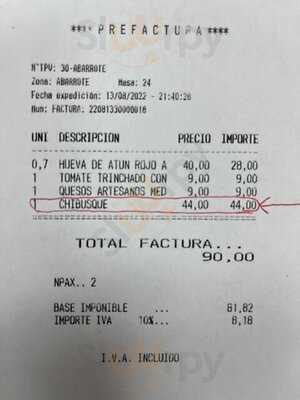 ****PREFACTURA****
NºTPV: 30-ABARROTE
Zona: ABARROTE Mesa: 24
Fecha expedición: 13/08/2022 - 21:40:26
Num: FACTURA: 22081330000016
UNI DESCRIPCION PRECIO IMPORTE
0,7 HUEVA DE ATUN ROJO A 40,00 28,00
1 TOMATE TRINCHADO CON 9,00 9,00
1 QUESOS ARTESANOS MED 9,00 9,00
1 CHIBUSQUE 44,00 44,00
TOTAL FACTURA...
90,00
NPAX.. 2
BASE IMPONIBLE ... 81,82
IMPORTE IVA 10%... 8,18
I.V.A. INCLUIDO